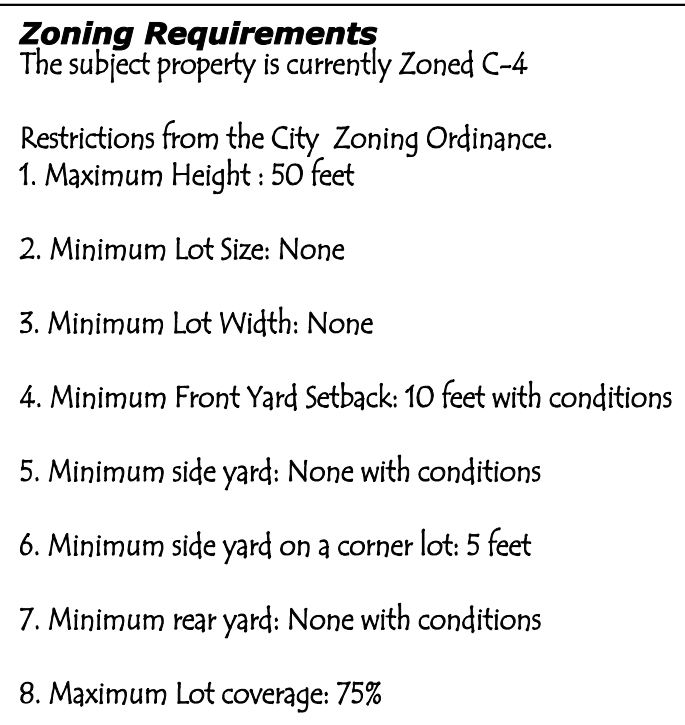 Zoning Requirements
The subject property is currently Zoned C-4
Restrictions from the City Zoning Ordinance.
1. Maximum Height : 50 feet
2. Minimum Lot Size: None
3. Minimum Lot Width: None
4. Minimum Front Yard Setback: 10 feet with conditions
5. Minimum side yard: None with conditions
6. Minimum side yard on a corner lot: 5 feet
7. Minimum rear yard: None with conditions
8. Maximum Lot coverage: 75%